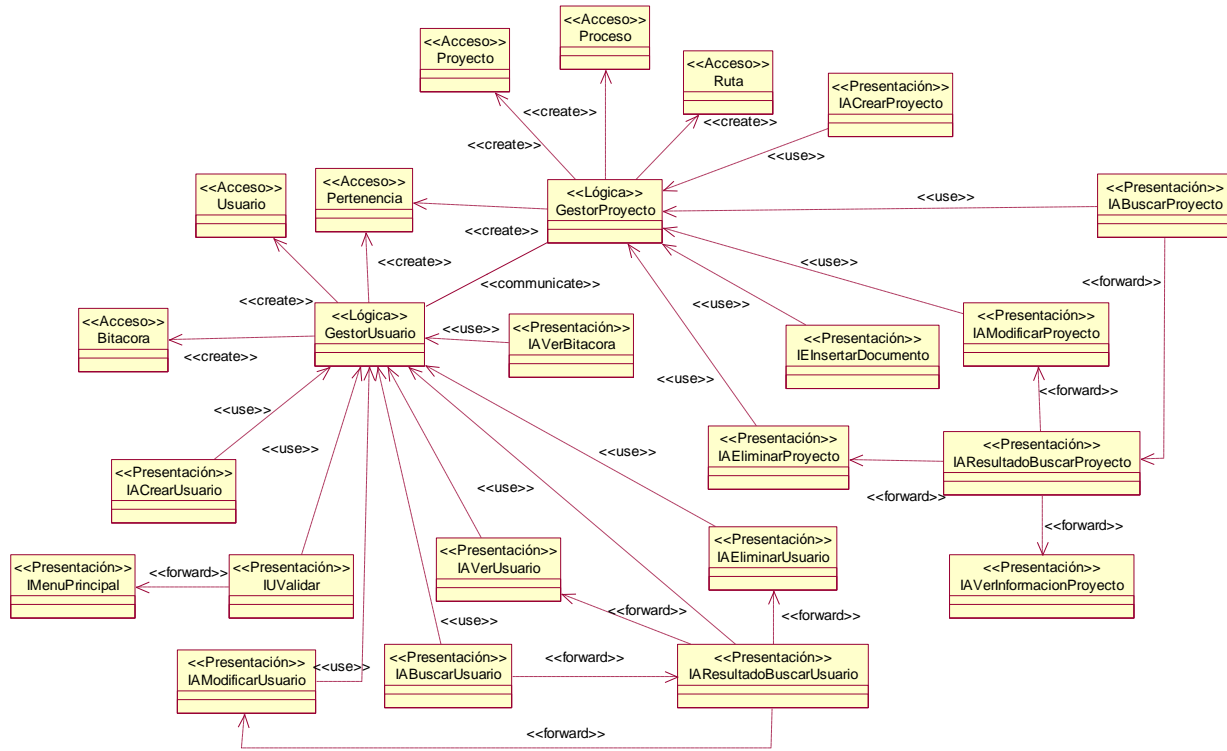 <<Acceso>>
Proceso
<<Acceso>>
Proyecto
<<Acceso>>
Ruta
<<Presentación>>
IACrearProyecto
<<create>>
<<create>>
<<create>>
<<use>>
<<Acceso>>
Usuario
<<Acceso>>
Pertenencia
<<Lógica>>
GestorProyecto
<<Presentación>>
IABuscarProyecto
<<use>>
<<create>>
<<create>>
<<communicate>>
<<use>>
<<forward>>
<<create>>
<<Acceso>>
Bitacora
<<create>>
<<Lógica>>
GestorUsuario
<<use>>
<<Presentación>>
IAVerBitacora
<<use>>
<<Presentación>>
IEInsertarDocumento
<<Presentación>>
IAModificarProyecto
<<use>>
<<forward>>
<<use>>
<<use>>
<<use>>
<<Presentación>>
IAEliminarProyecto
<<Presentación>>
IAResultadoBuscarProyecto
<<forward>>
<<forward>>
<<Presentación>>
IACrearUsuario
<<use>>
<<Presentación>>
IMenuPrincipal
<<forward>>
<<Presentación>>
IUValidar
<<Presentación>>
IAVerUsuario
<<Presentación>>
IAEliminarUsuario
<<Presentación>>
IAVerInformacionProyecto
<<use>>
<<forward>>
<<forward>>
<<Presentación>>
IAModificarUsuario
<<use>>
<<Presentación>>
IABuscarUsuario
<<forward>>
<<Presentación>>
IAResultadoBuscarUsuario
<<forward>>